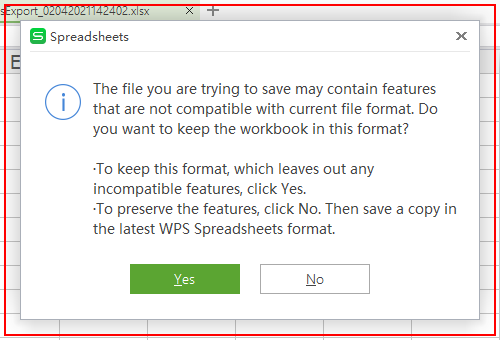 sExport_02042021142402.xlsx
Spreadsheets
The file you are trying to save may contain features
that are not compatible with current file format. Do
you want to keep the workbook in this format?
·To keep this format, which leaves out any
incompatible features, click Yes.
·To preserve the features, click No. Then save a copy in
the latest WPS Spreadsheets format.
Yes
No